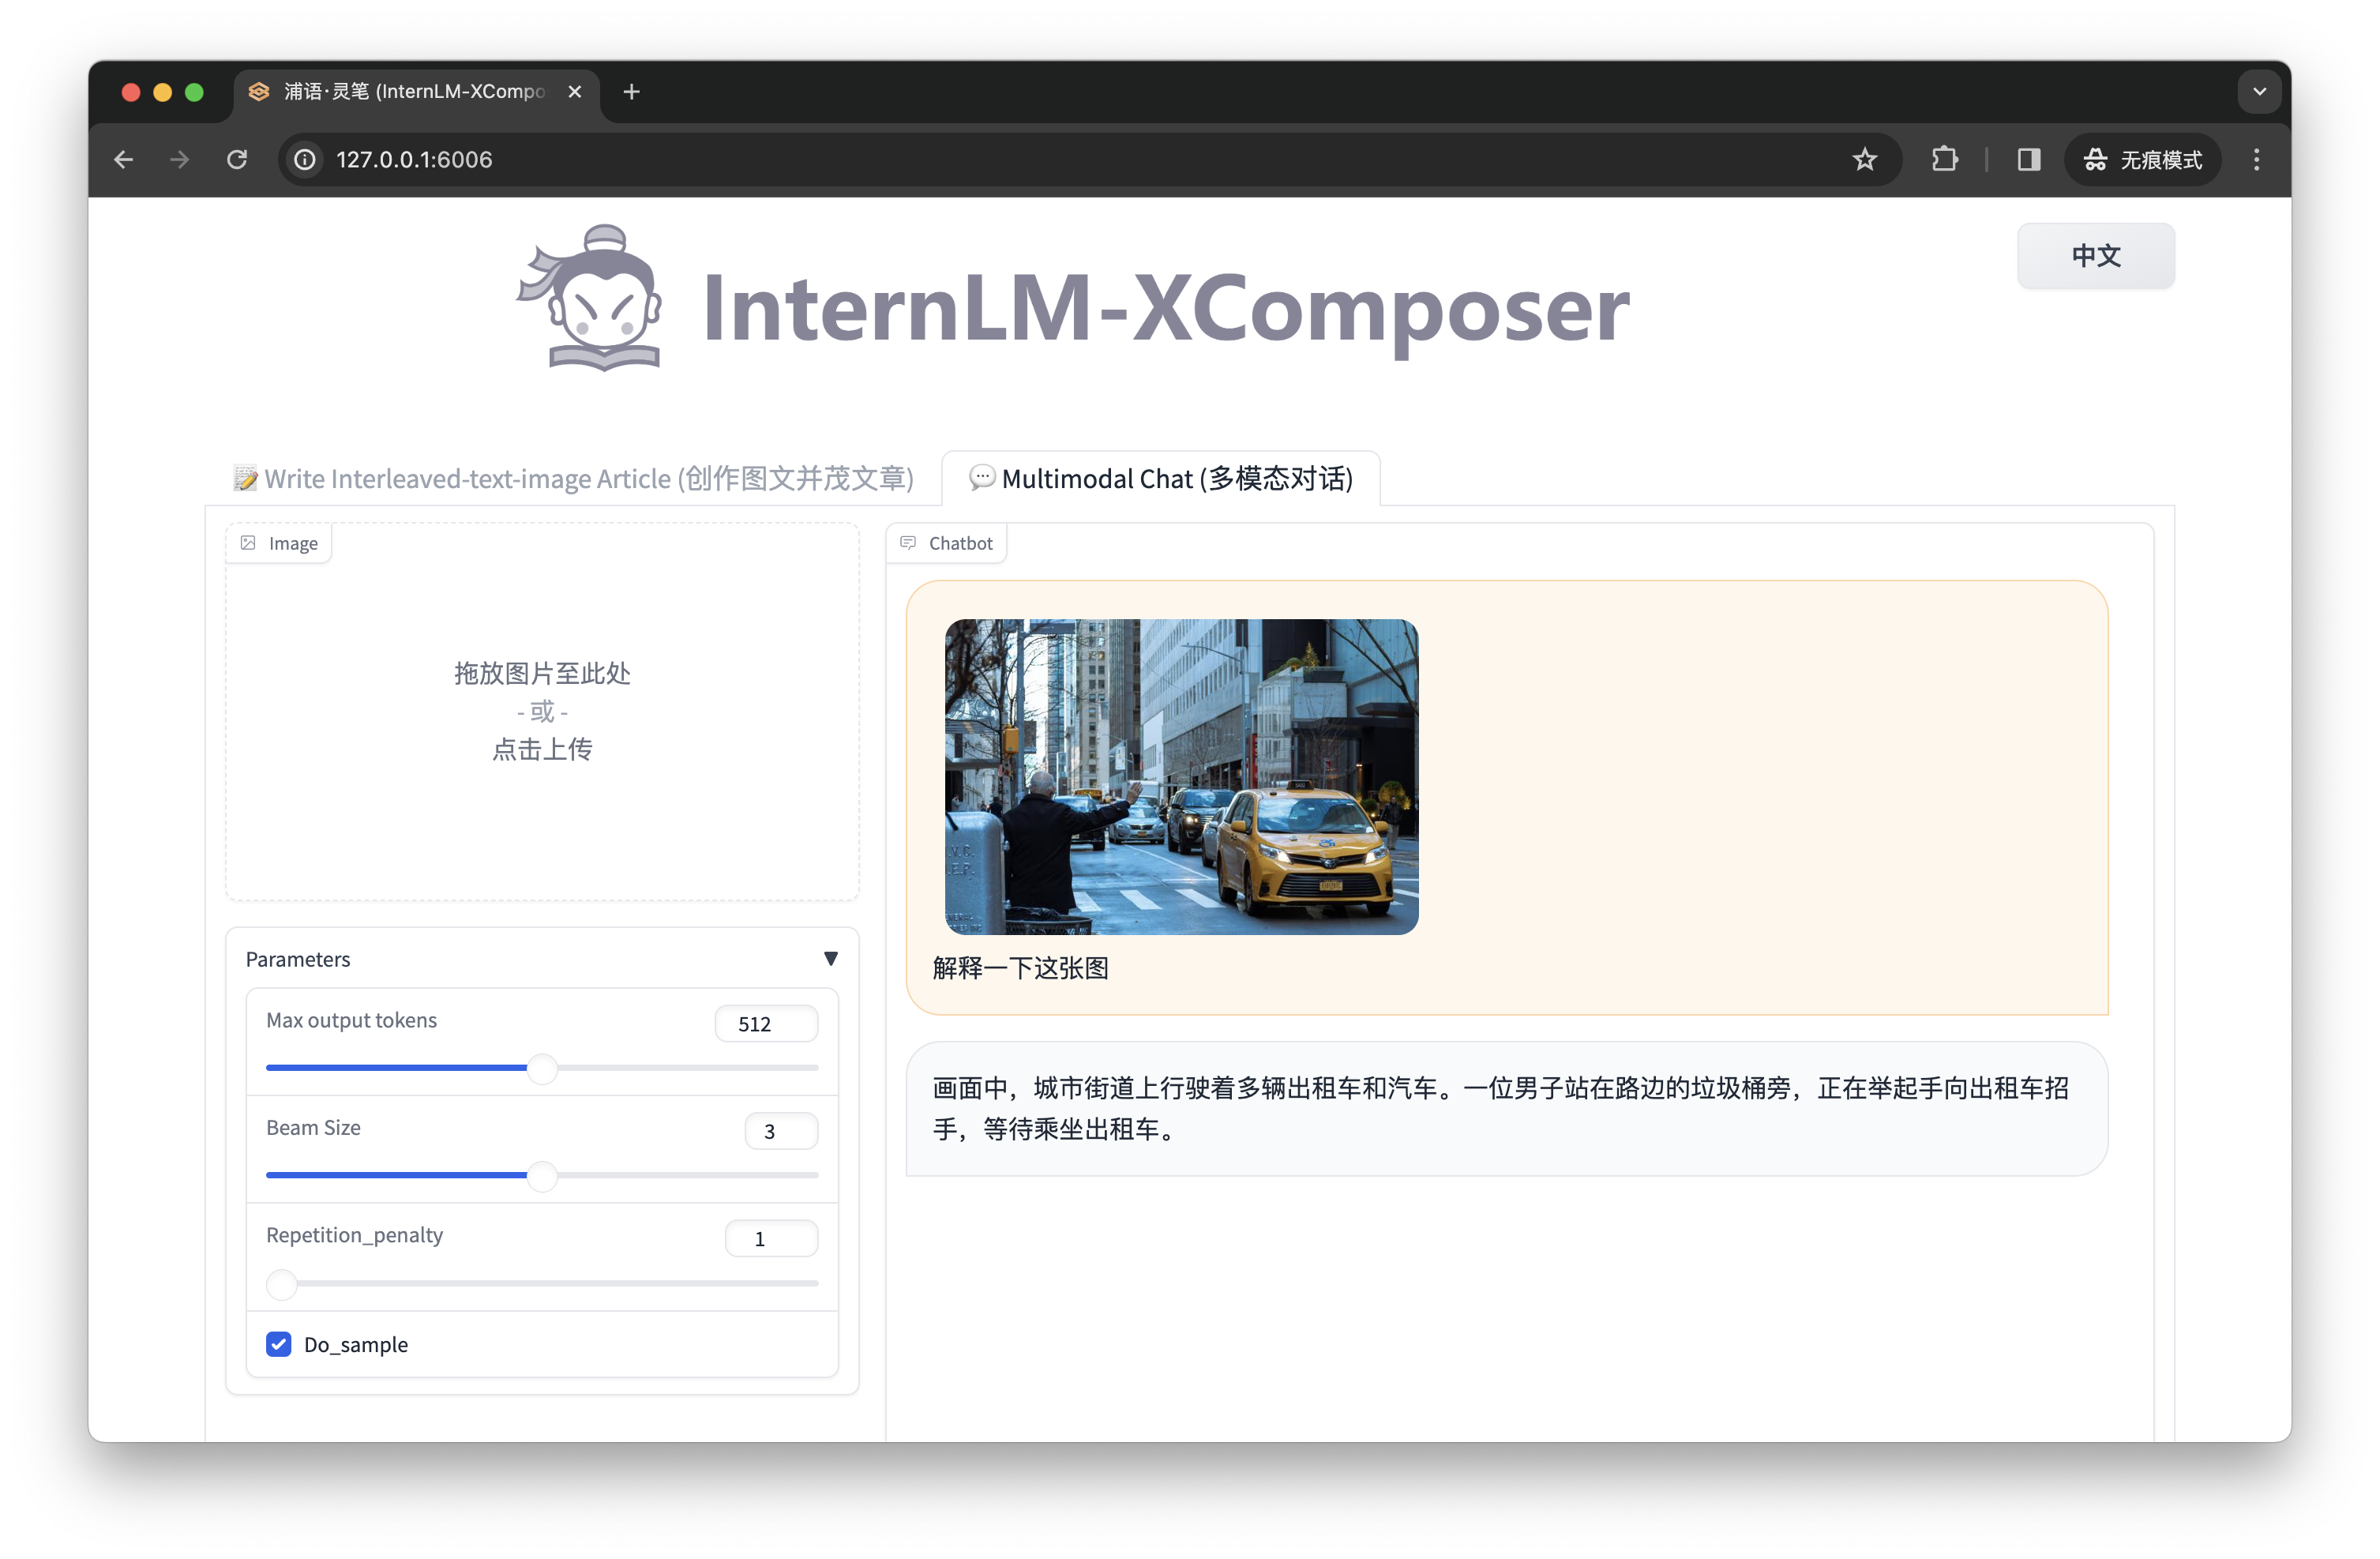 浦语·灵笔 (InternLM-XCompo
127.0.0.1:6006
无痕模式
InternLM-XComposer
中文
📝 Write Interleaved-text-image Article (创作图文并茂文章)
💬 Multimodal Chat (多模态对话)
Image
拖放图片至此处
- 或 -
点击上传
Parameters
Max output tokens
512
Beam Size
3
Repetition_penalty
1
Do_sample
Chatbot
解释一下这张图
画面中，城市街道上行驶着多辆出租车和汽车。一位男子站在路边的垃圾桶旁，正在举起手向出租车招
手，等待乘坐出租车。